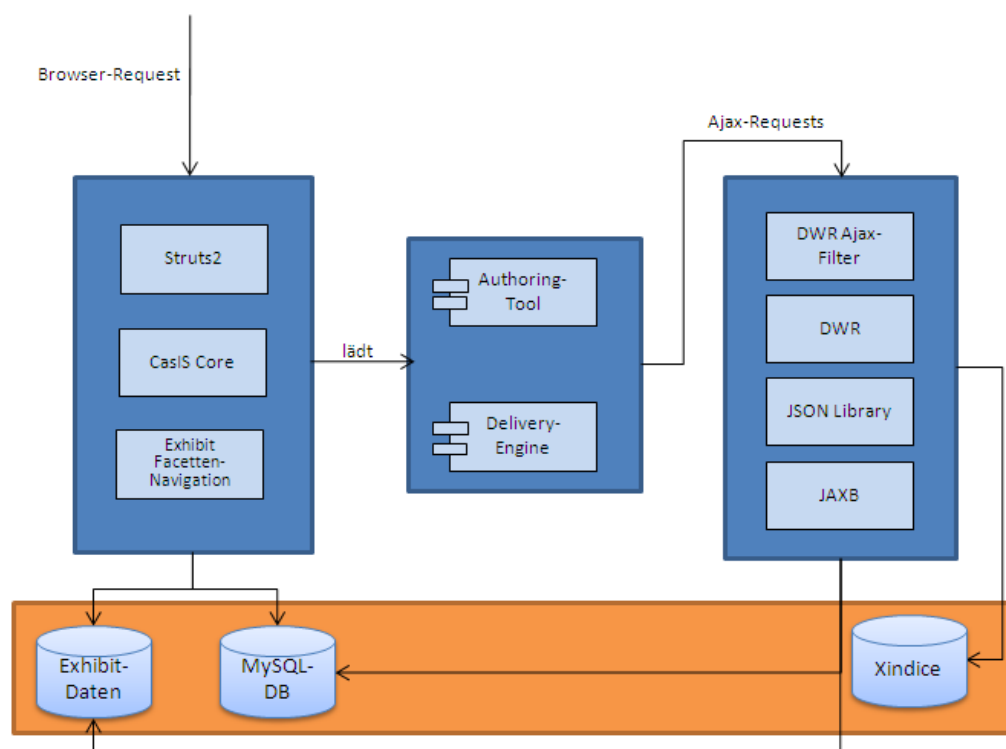 Browser-Request
Ajax-Requests
Struts2
CasIS Core
Exhibit
Facetten-
Navigation
lädt
Authoring-
Tool
Delivery-
Engine
DWR Ajax-
Filter
DWR
JSON Library
JAXB
Exhibit-
Daten
MySQL-
DB
Xindice